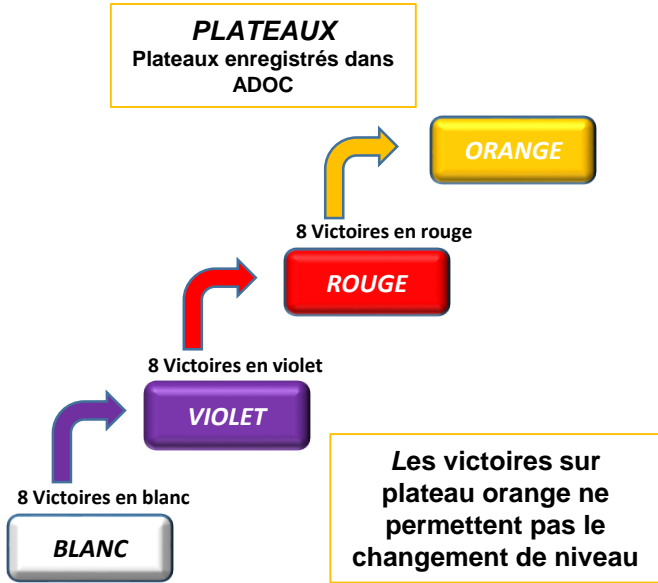 PLATEAUX
Plateaux enregistrés dans
ADOC
ORANGE
8 Victoires en rouge
ROUGE
8 Victoires en violet
VIOLET
8 Victoires en blanc
BLANC
Les victoires sur
plateau orange ne
permettent pas le
changement de niveau